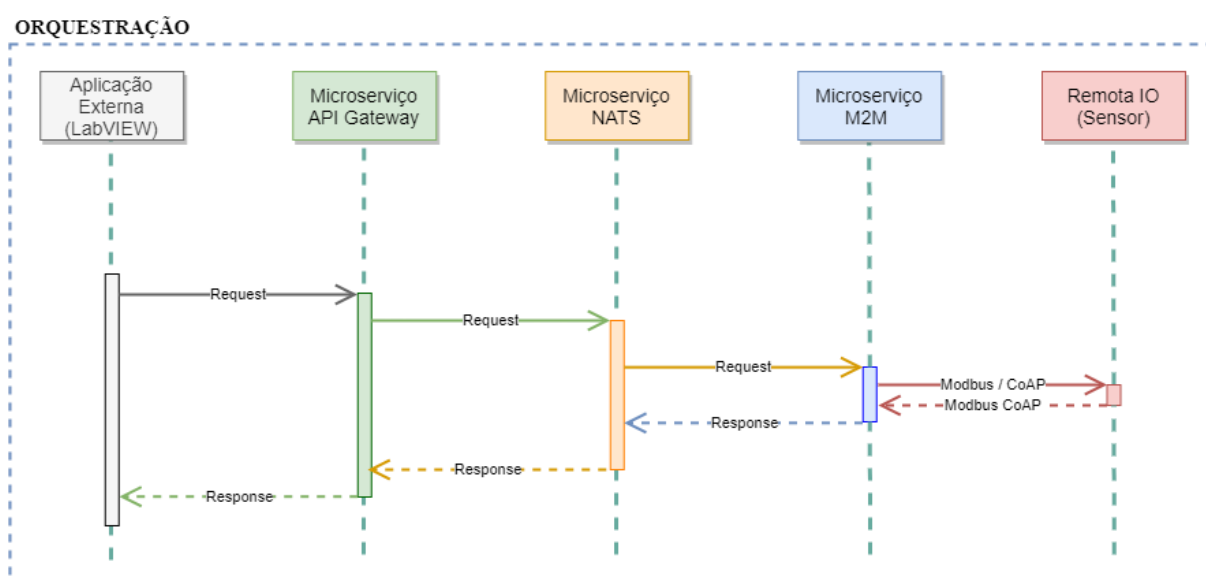 ORQUESTRAÇÃO
Aplicação
Externa
(LabVIEW)
Microserviço
API Gateway
Microserviço
NATS
Microserviço
M2M
Remota IO
(Sensor)
Request
Request
Request
Modbus / CoAP
Modbus CoAP
Response
Response
Response